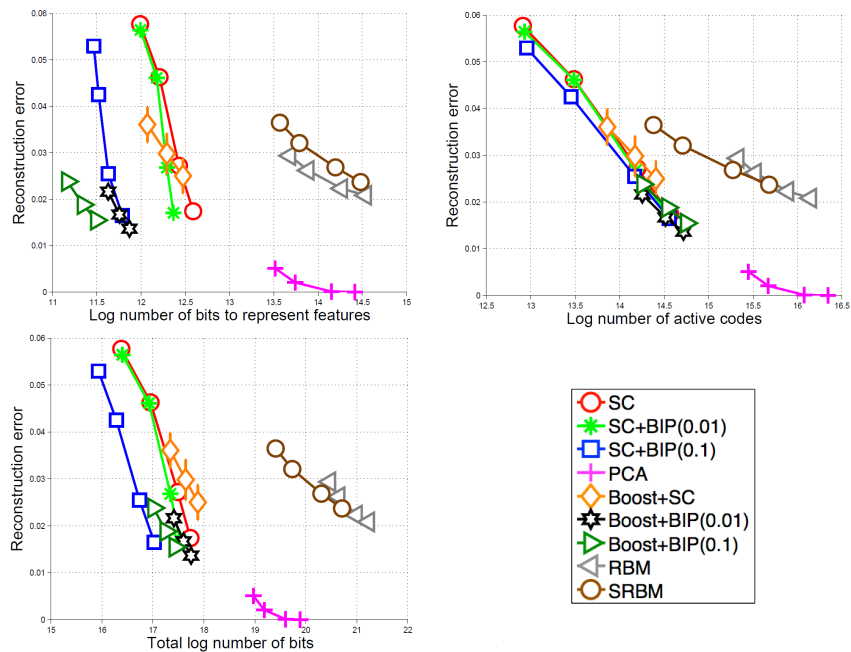 0.06
0.05
0.04
0.03
0.02
0.01
0
Reconstruction error
11 11.5 12 12.5 13 13.5 14 14.5 15
Log number of bits to represent features
0.06
0.05
0.04
0.03
0.02
0.01
0
Reconstruction error
12.5 13 13.5 14 14.5 15 15.5 16 16.5
Log number of active codes
0.06
0.05
0.04
0.03
0.02
0.01
0
Reconstruction error
15 16 17 18 19 20 21 22
Total log number of bits
SC
SC+BIP(0.01)
SC+BIP(0.1)
PCA
Boost+SC
Boost+BIP(0.01)
Boost+BIP(0.1)
RBM
SRBM